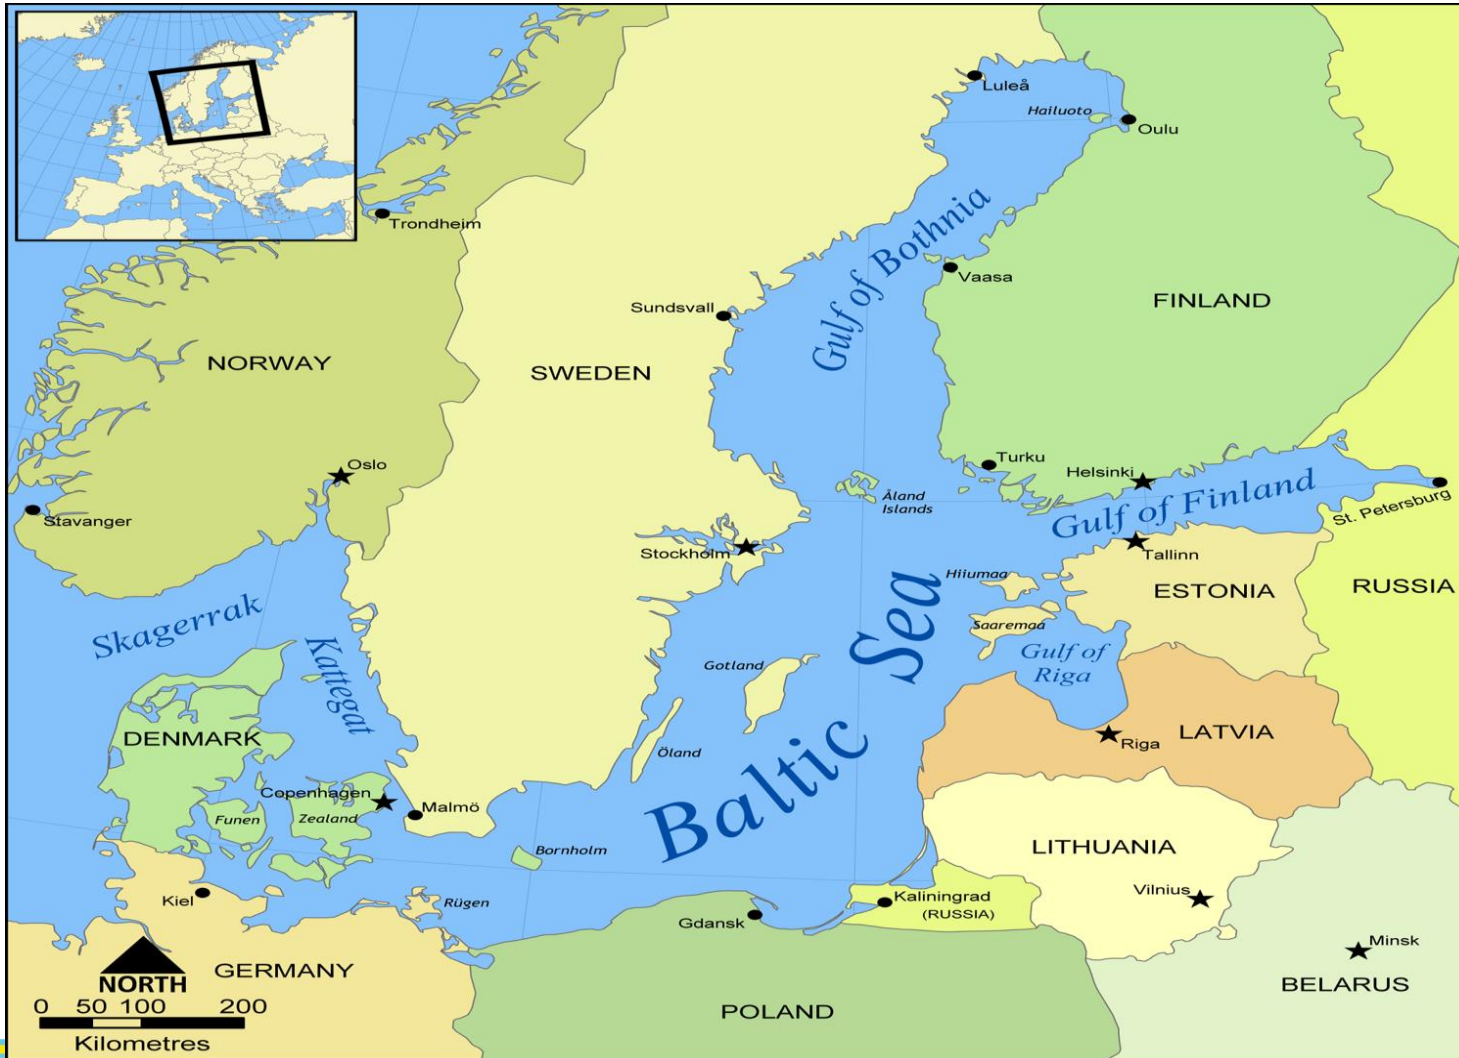 Luleå
Hailuoto
Oulu
Trondheim
Gulf of Bothnia
Vaasa
Sundsvall
FINLAND
NORWAY
SWEDEN
Turku
Oslo
Helsinki
Åland
Islands
Gulf of Finland
St. Petersburg
Stavanger
Stockholm
Tallinn
Hiiumaa
ESTONIA
RUSSIA
Skagerrak
Saaremaa
Kattegat
Gulf of
Riga
Gotland
Baltic Sea
DENMARK
Öland
Riga
LATVIA
Copenhagen
Malmö
Funen
Zealand
Bornholm
LITHUANIA
Kiel
Rügen
Gdansk
Kaliningrad
(RUSSIA)
Vilnius
Minsk
GERMANY
NORTH
BELARUS
POLAND
0 50 100 200
Kilometres